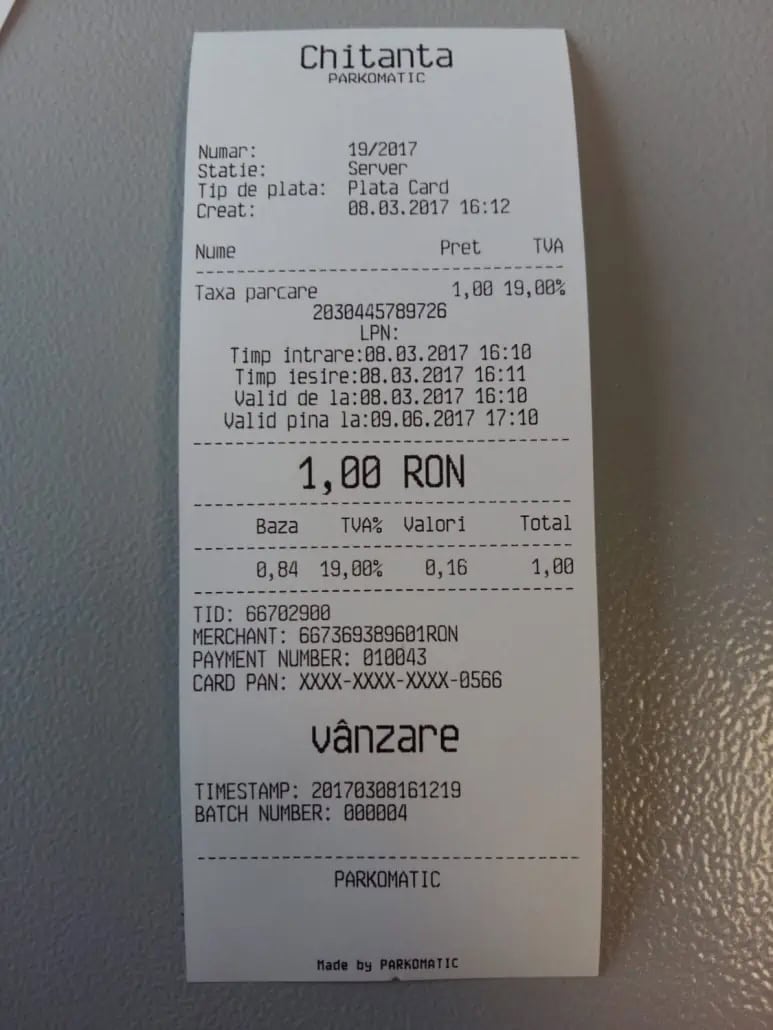 Chitanta
PARKOMATIC
Numar: 19/2017
Statie: Server
Tip de plata: Plata Card
Creat: 08.03.2017 16:12
Nume Pret TVA
Taxa parcare 1,00 19,00%
2030445789726
LPN:
Timp intrare:08.03.2017 16:10
Timp iesire:08.03.2017 16:11
Valid de la:08.03.2017 16:10
Valid pina la:09.06.2017 17:10
1,00 RON
Baza TVA% Valori Total
0,84 19,00% 0,16 1,00
TID: 66702900
MERCHANT: 667369389601RON
PAYMENT NUMBER: 010043
CARD PAN: XXXX-XXXX-XXXX-0566
vânzare
TIMESTAMP: 20170308161219
BATCH NUMBER: 000004
PARKOMATIC
Made by PARKOMATIC